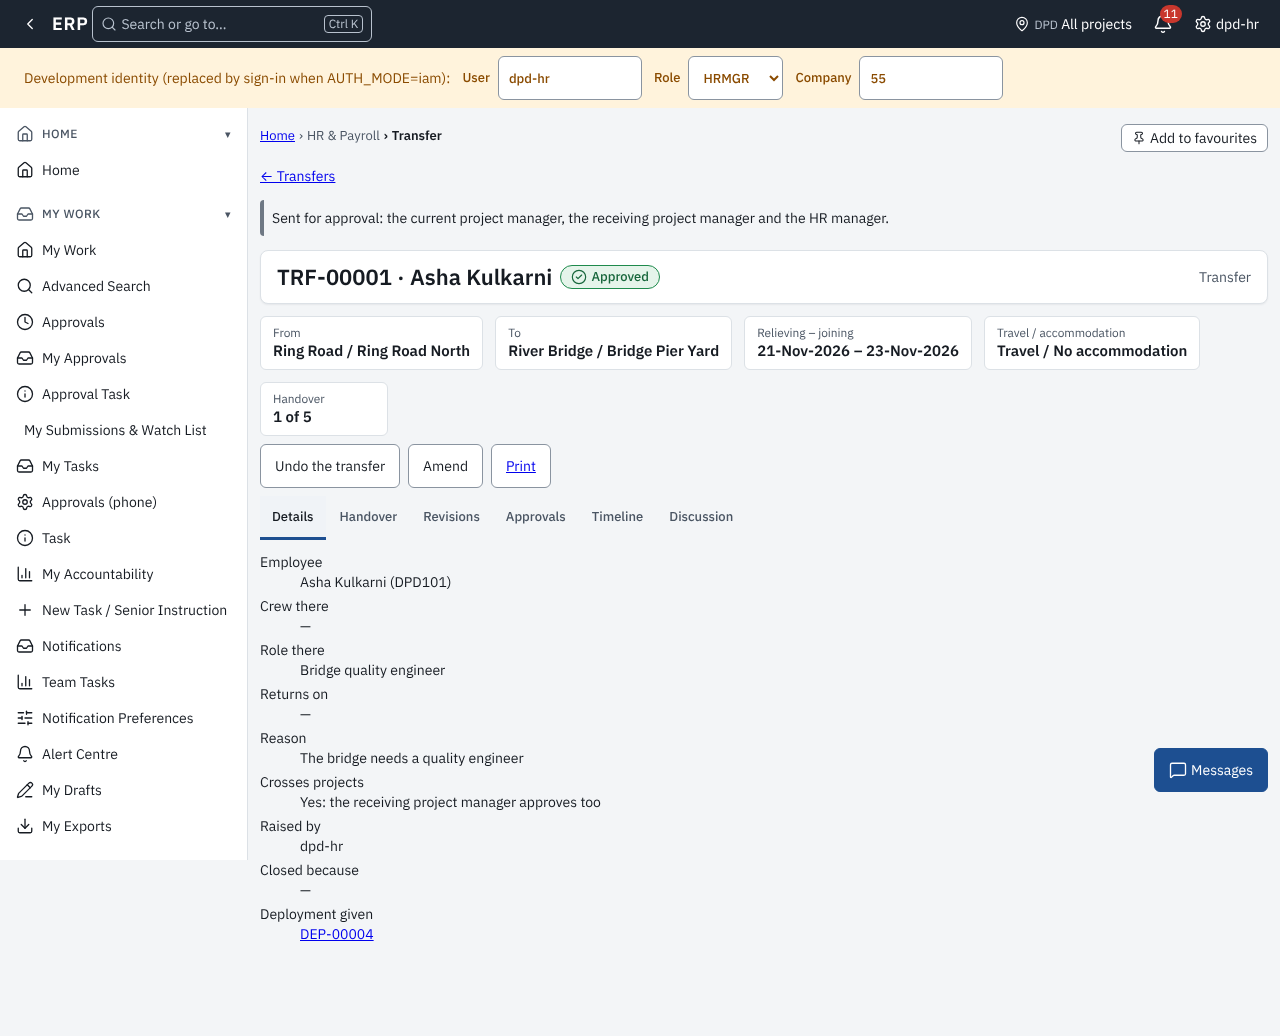 ERP
Search or go to...
Ctrl K
DPD All projects
11
dpd-hr
Development identity (replaced by sign-in when AUTH_MODE=iam):
User
dpd-hr
Role
HRMGR
Company
55
HOME
Home
MY WORK
My Work
Advanced Search
Approvals
My Approvals
Approval Task
My Submissions & Watch List
My Tasks
Approvals (phone)
Task
My Accountability
New Task / Senior Instruction
Notifications
Team Tasks
Notification Preferences
Alert Centre
My Drafts
My Exports
Home › HR & Payroll › Transfer
Add to favourites
← Transfers
Sent for approval: the current project manager, the receiving project manager and the HR manager.
TRF-00001 · Asha Kulkarni
Approved
Transfer
From
Ring Road / Ring Road North
To
River Bridge / Bridge Pier Yard
Relieving – joining
21-Nov-2026 – 23-Nov-2026
Travel / accommodation
Travel / No accommodation
Handover
1 of 5
Undo the transfer
Amend
Print
Details
Handover
Revisions
Approvals
Timeline
Discussion
Employee
Asha Kulkarni (DPD101)
Crew there
—
Role there
Bridge quality engineer
Returns on
—
Reason
The bridge needs a quality engineer
Crosses projects
Yes: the receiving project manager approves too
Raised by
dpd-hr
Closed because
—
Deployment given
DEP-00004
Messages